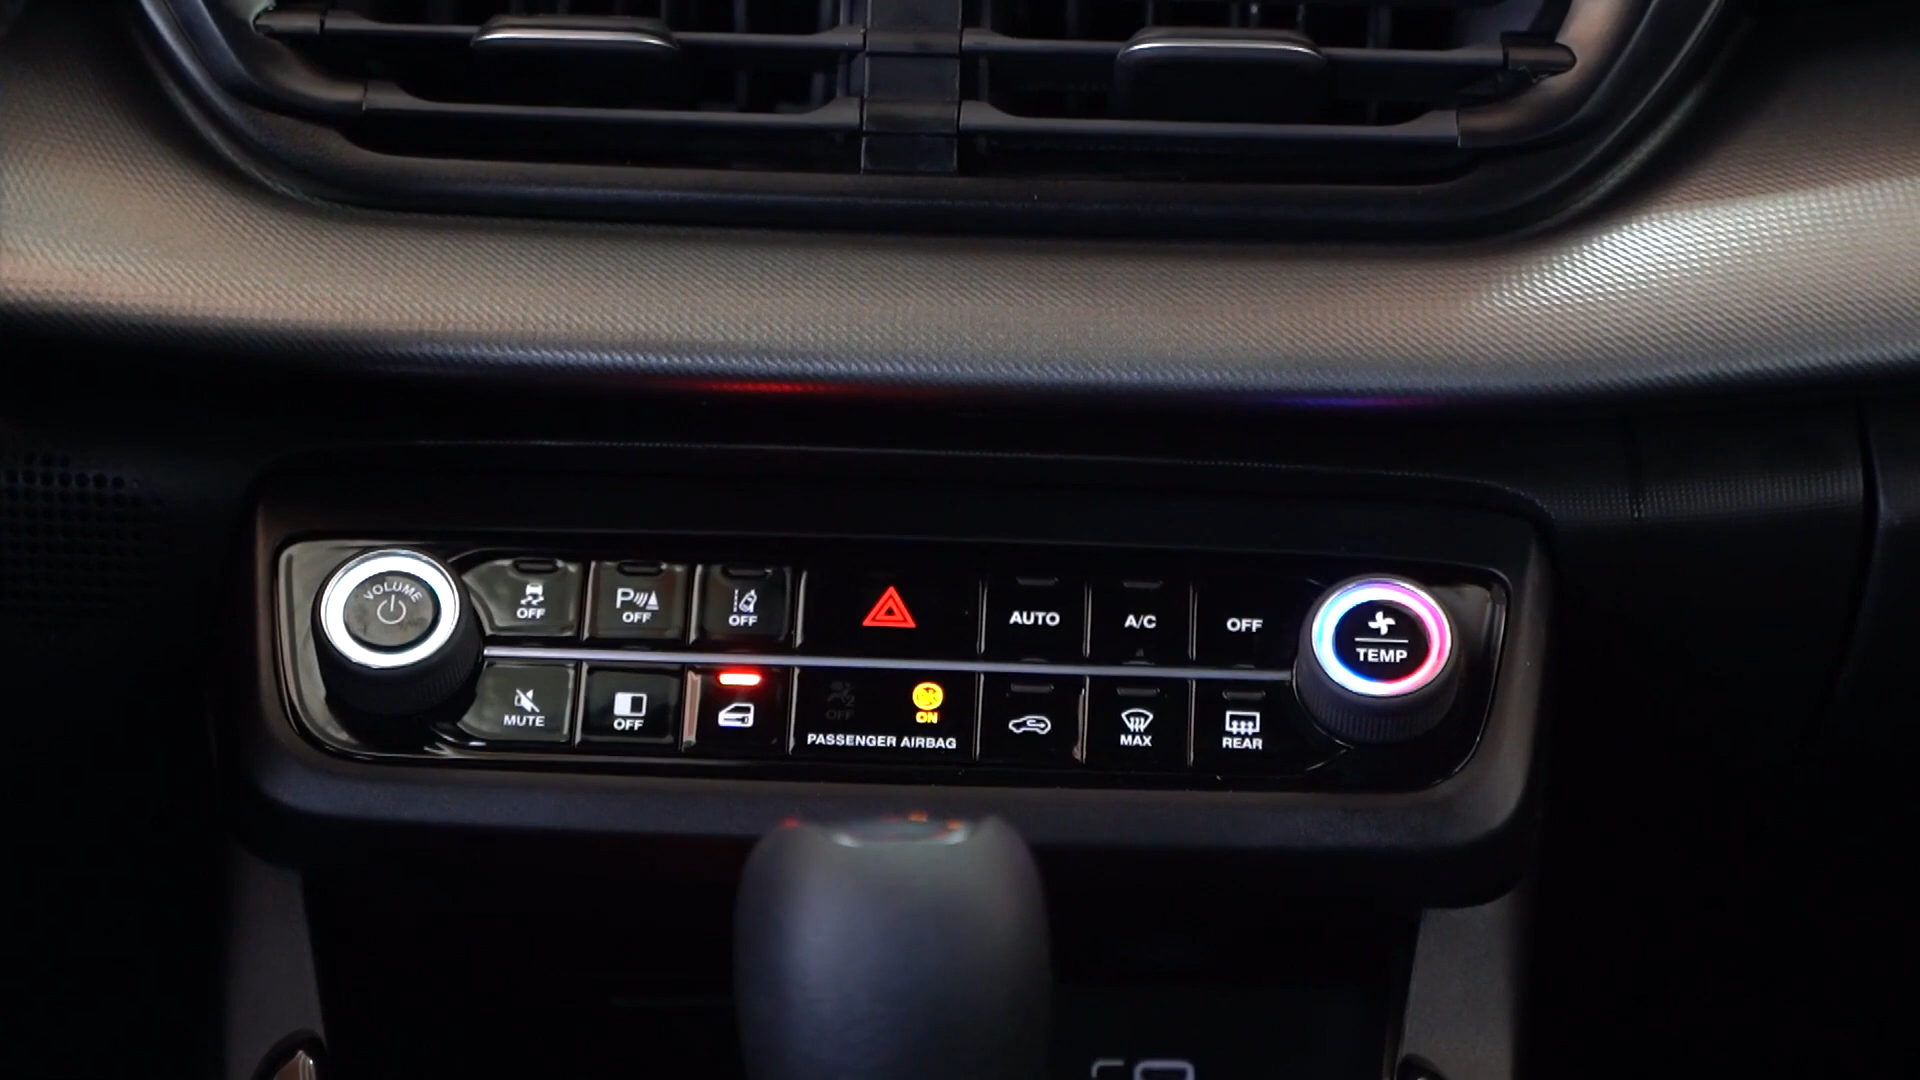 VOLUME
OFF
P OFF
OFF
AUTO
A/C
OFF
TEMP
MUTE
OFF
OFF
ON
PASSENGER AIRBAG
MAX
REAR